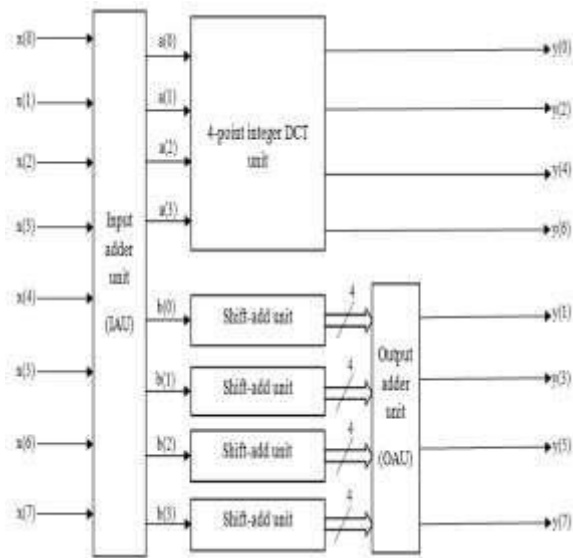 x(0)
x(1)
x(2)
x(3)
x(4)
x(5)
x(6)
x(7)
Input
adder
unit
(IAU)
a(0)
a(1)
a(2)
a(3)
b(0)
b(1)
b(2)
b(3)
4-point integer DCT
unit
Shift-add unit
Shift-add unit
Shift-add unit
Shift-add unit
4
4
4
4
Output
adder
unit
(OAU)
y(0)
y(2)
y(4)
y(6)
y(1)
y(3)
y(5)
y(7)